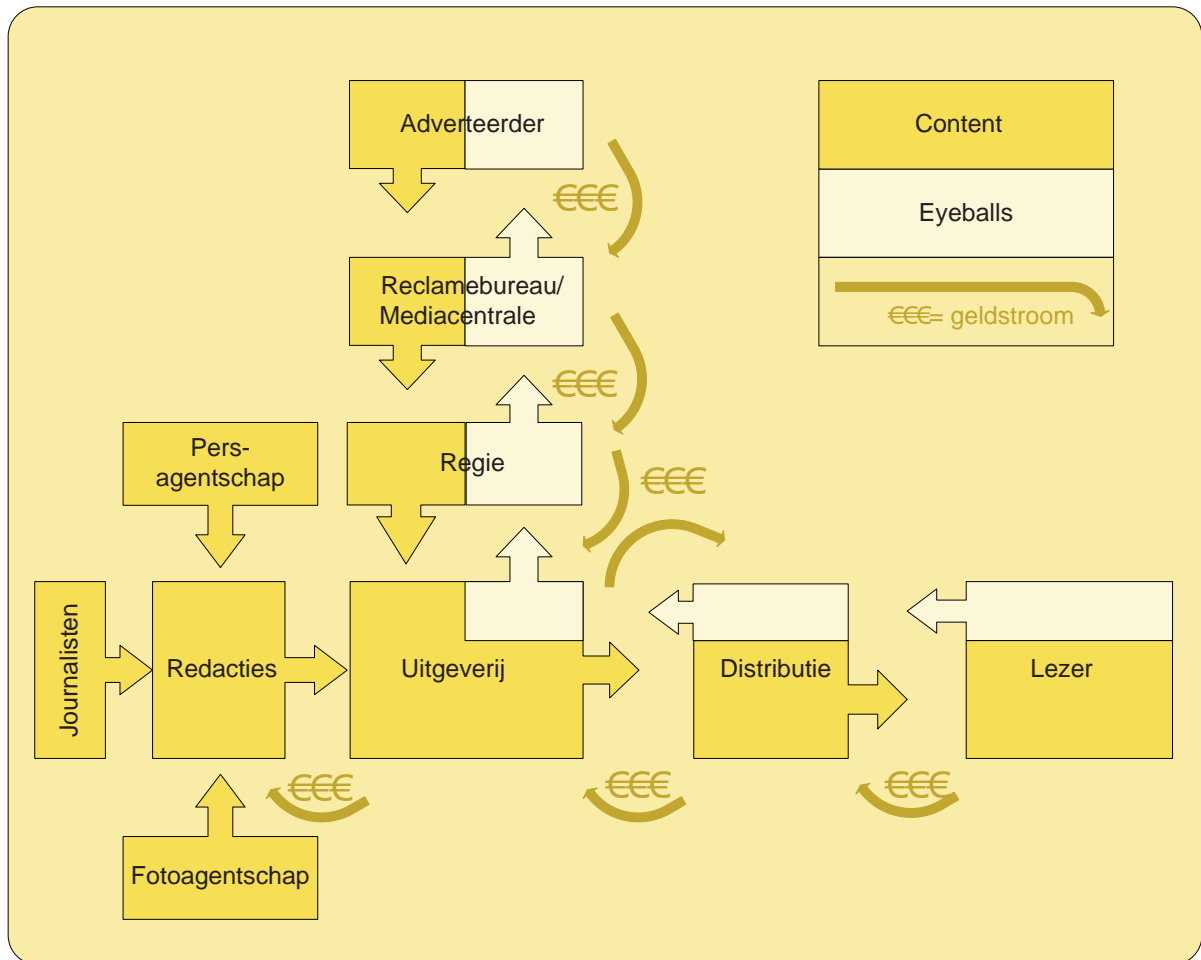 Adverteerder
€€€
Content
Eyeballs
€€€= geldstroom
Reclamebureau/
Mediacentrale
€€€
Pers-
agentschap
Regie
€€€
Journalisten
Redacties
Uitgeverij
Distributie
Lezer
€€€
€€€
€€€
Fotoagentschap